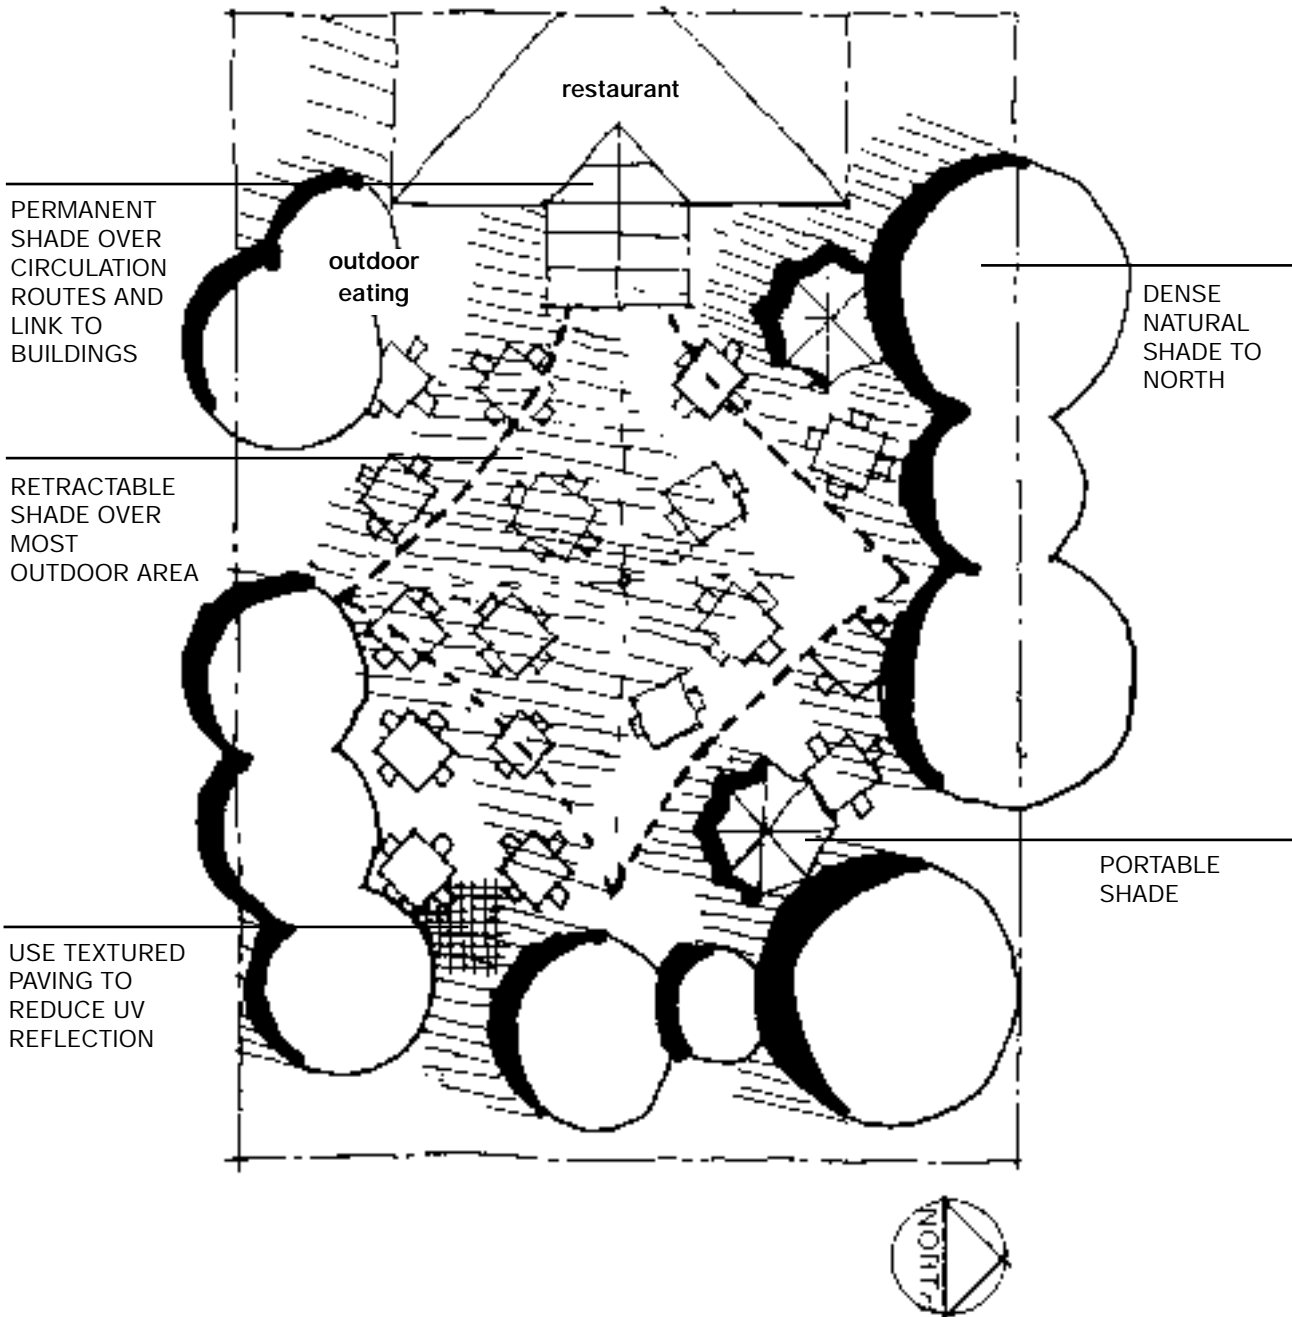 restaurant
PERMANENT
SHADE OVER
CIRCULATION
ROUTES AND
LINK TO
BUILDINGS
outdoor
eating
DENSE
NATURAL
SHADE TO
NORTH
RETRACTABLE
SHADE OVER
MOST
OUTDOOR AREA
PORTABLE
SHADE
USE TEXTURED
PAVING TO
REDUCE UV
REFLECTION
NORTH